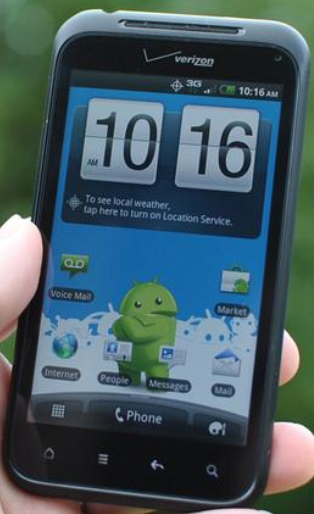 verizon
3G 10:16 AM
AM 10 16
To see local weather,
tap here to turn on Location Service.
Voice Mail
Market
Internet
People
Messages
Mail
Phone